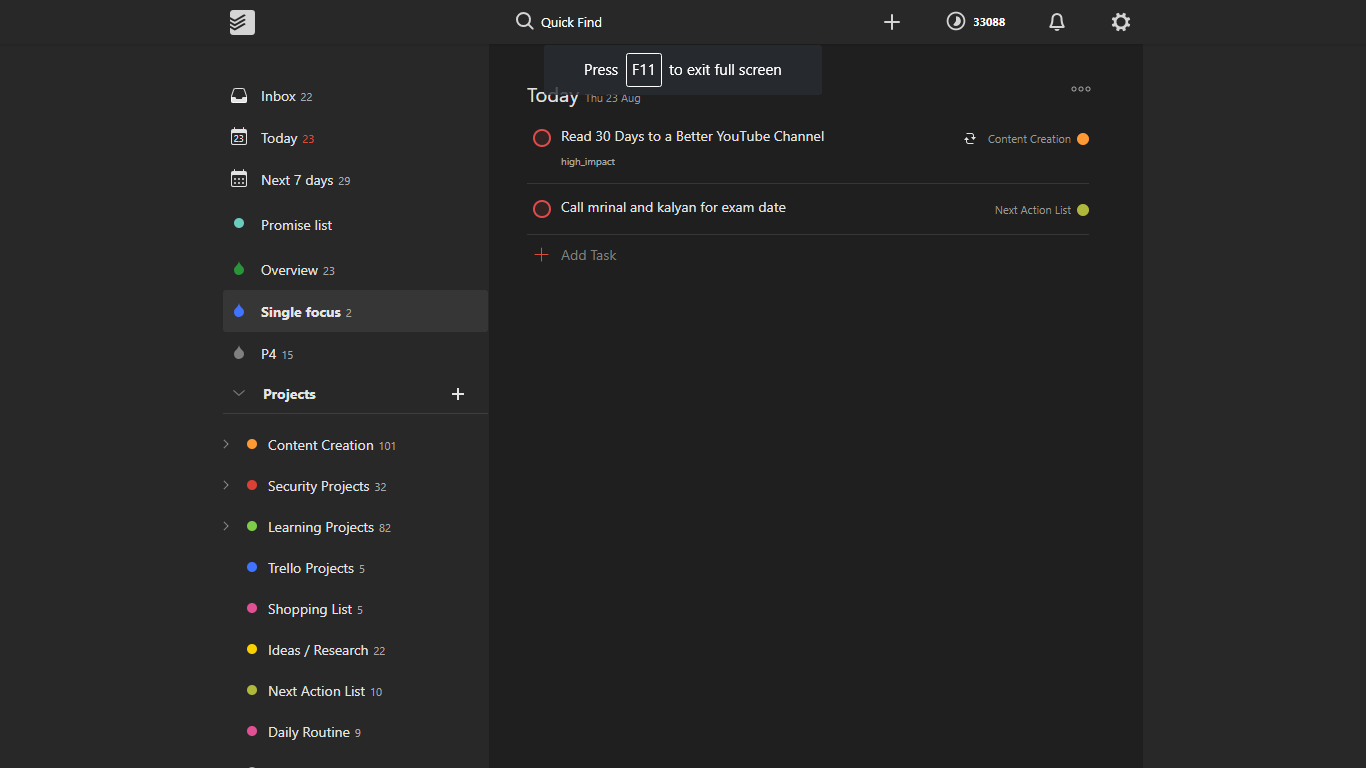 Quick Find
33088
Press F11 to exit full screen
Inbox 22
23 Today 23
Next 7 days 29
Promise list
Overview 23
Single focus 2
P4 15
Projects
Content Creation 101
Security Projects 32
Learning Projects 82
Trello Projects 5
Shopping List 5
Ideas / Research 22
Next Action List 10
Daily Routine 9
Today Thu 23 Aug
Read 30 Days to a Better YouTube Channel Content Creation
high_impact
Call mrinal and kalyan for exam date Next Action List
Add Task